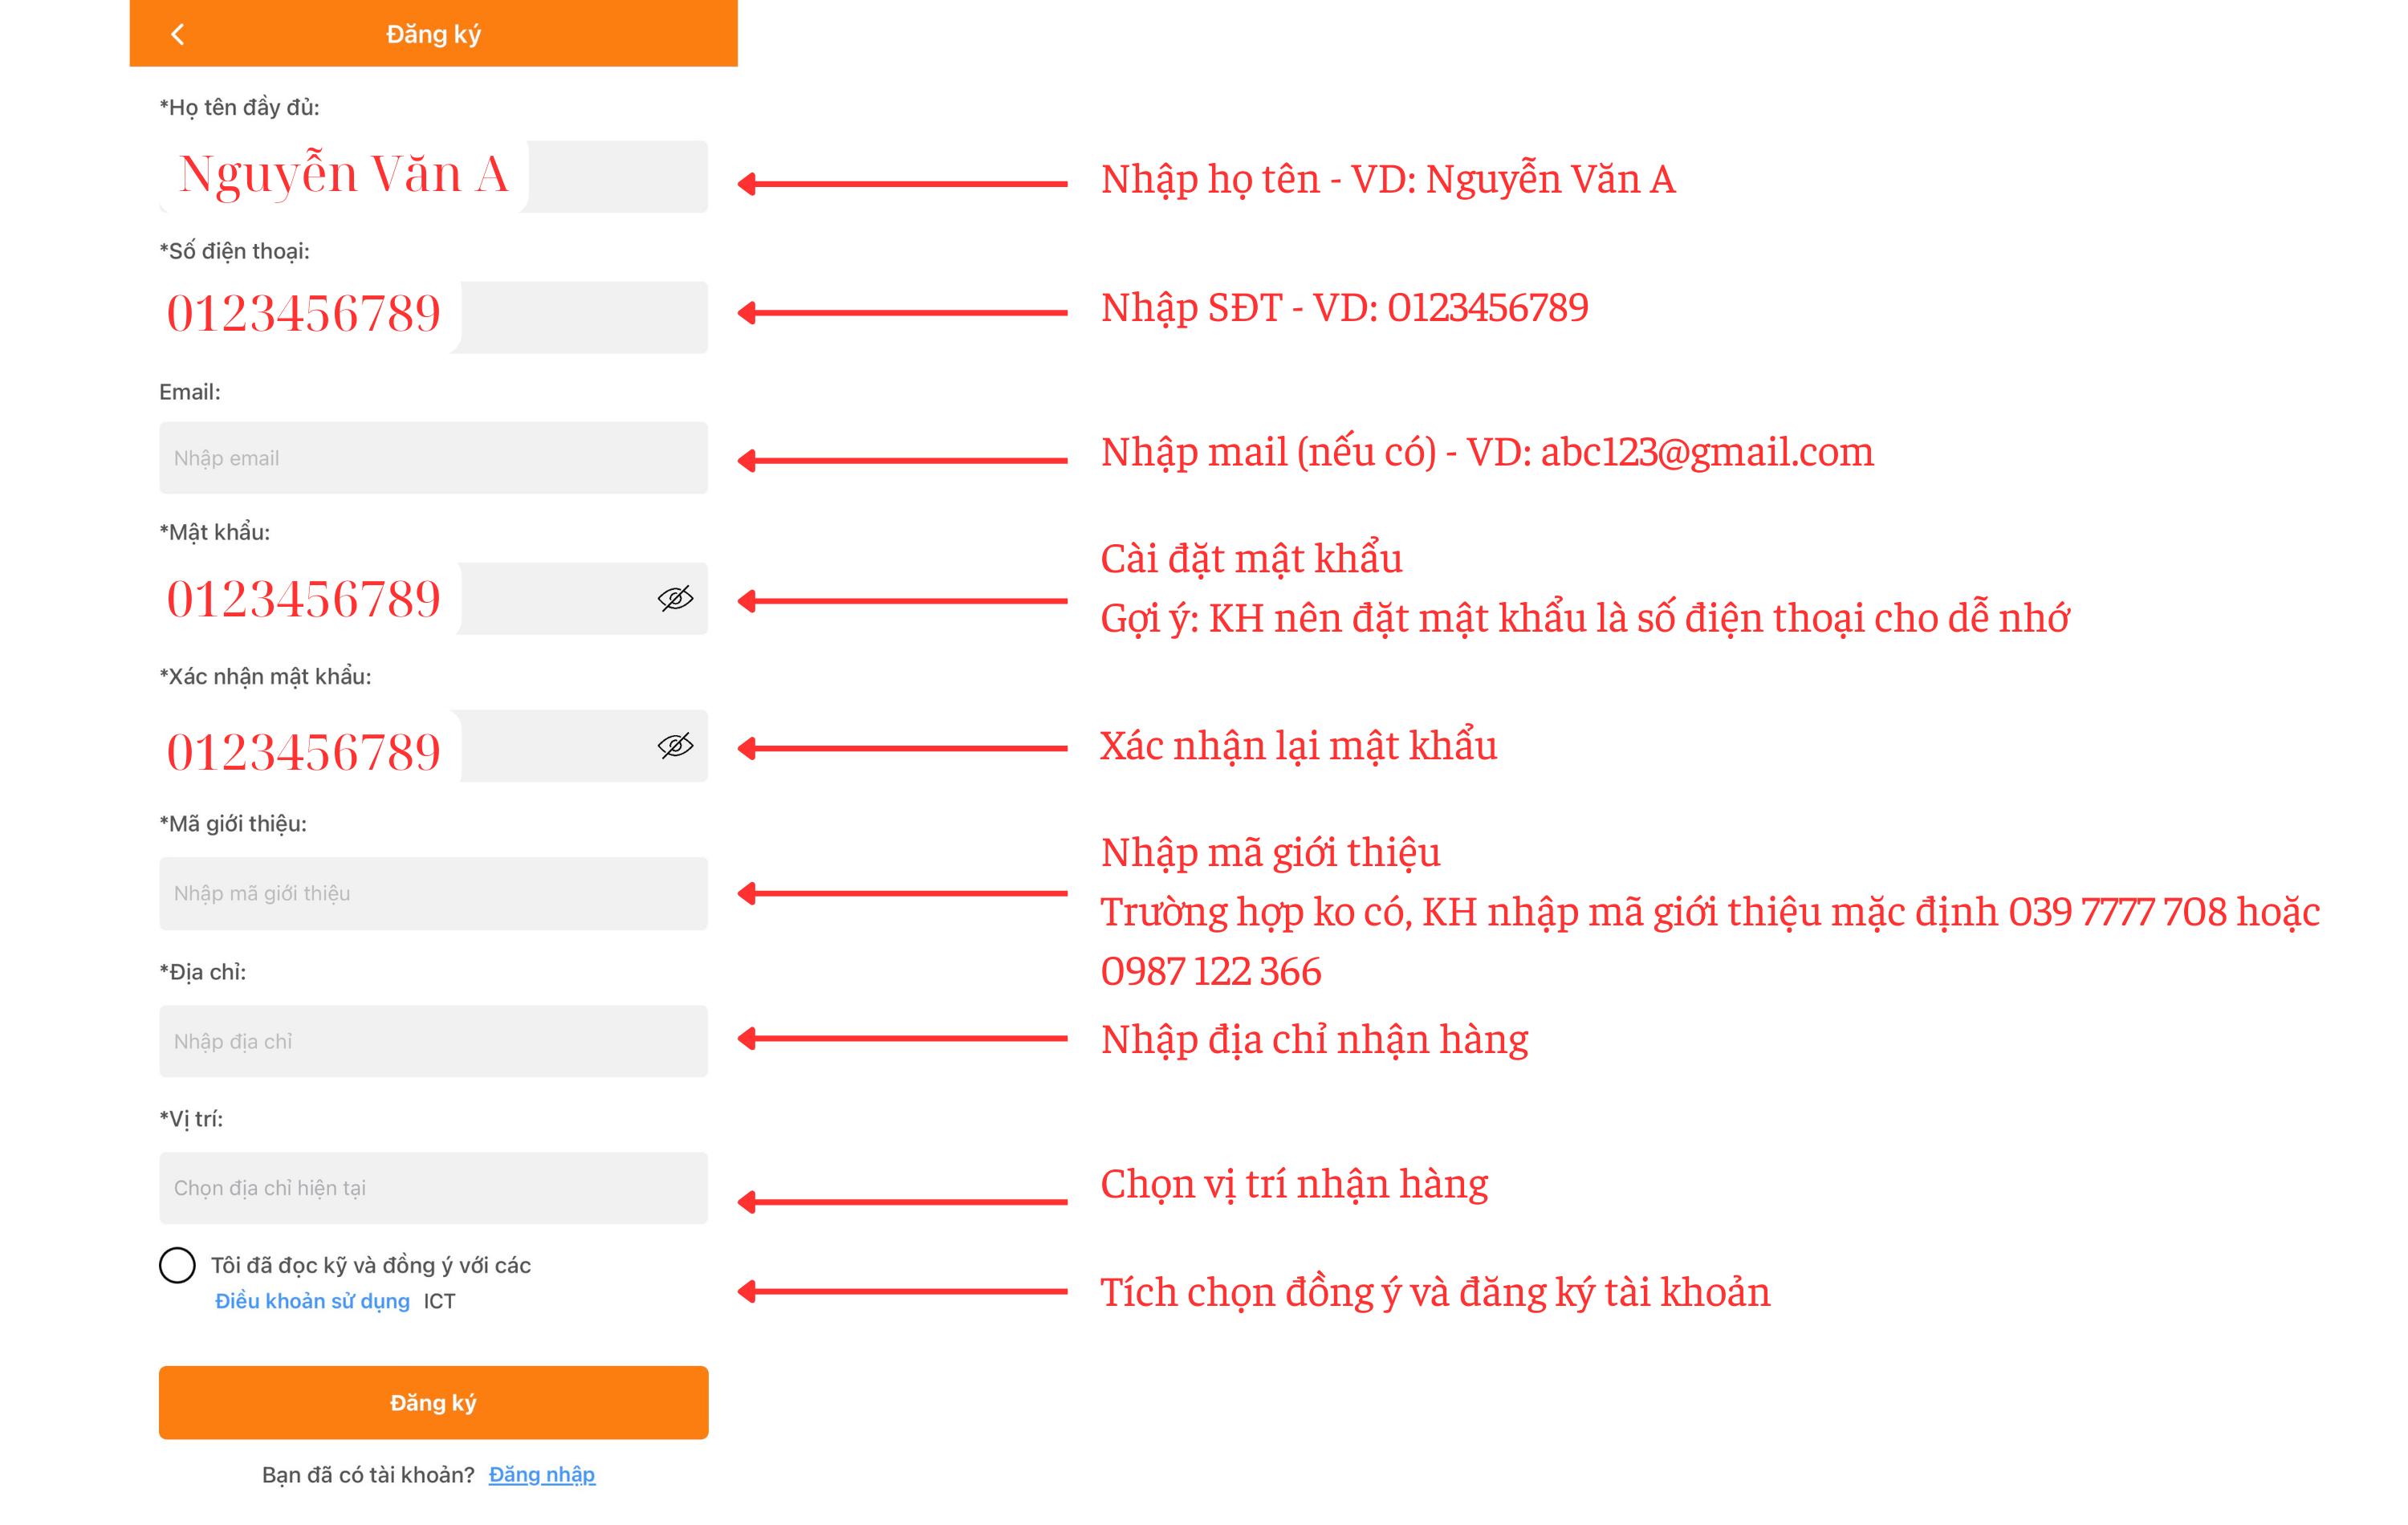 Đăng ký
*Họ tên đầy đủ:
Nguyễn Văn A
Nhập họ tên - VD: Nguyễn Văn A
*Số điện thoại:
0123456789
Nhập SĐT - VD: 0123456789
Email:
Nhập email
Nhập mail (nếu có) - VD: abc123@gmail.com
*Mật khẩu:
0123456789
Cài đặt mật khẩu
Gợi ý: KH nên đặt mật khẩu là số điện thoại cho dễ nhớ
*Xác nhận mật khẩu:
0123456789
Xác nhận lại mật khẩu
*Mã giới thiệu:
Nhập mã giới thiệu
Nhập mã giới thiệu
Trường hợp ko có, KH nhập mã giới thiệu mặc định 039 7777 708 hoặc
0987 122 366
*Địa chỉ:
Nhập địa chỉ
Nhập địa chỉ nhận hàng
*Vị trí:
Chọn địa chỉ hiện tại
Chọn vị trí nhận hàng
Tôi đã đọc kỹ và đồng ý với các
Điều khoản sử dụng ICT
Tích chọn đồng ý và đăng ký tài khoản
Đăng ký
Bạn đã có tài khoản? Đăng nhập